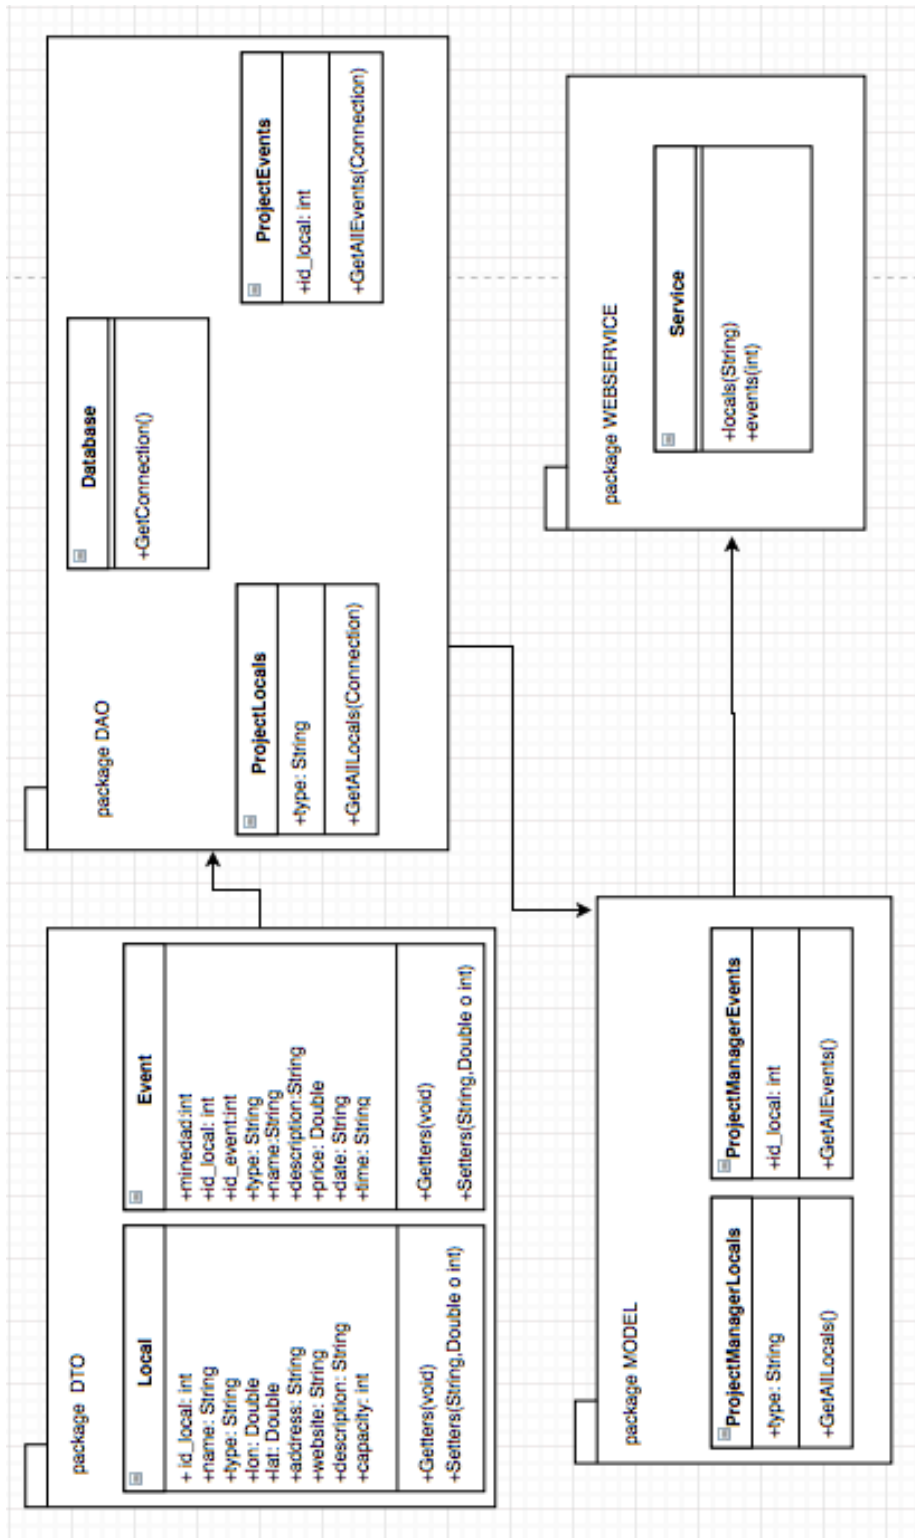 package DTO
Local
+ id_local: int
+name: String
+type: String
+lon: Double
+lat: Double
+address: String
+website: String
+description: String
+capacity: int
+Getters(void)
+Setters(String,Double o int)
Event
+minedad:int
+id_local: int
+id_event:int
+type: String
+name:String
+description:String
+price: Double
+date: String
+time: String
+Getters(void)
+Setters(String,Double o int)
package DAO
Database
+GetConnection()
ProjectLocals
+type: String
+GetAllLocals(Connection)
ProjectEvents
+id_local: int
+GetAllEvents(Connection)
package MODEL
ProjectManagerLocals
+type: String
+GetAllLocals()
ProjectManagerEvents
+id_local: int
+GetAllEvents()
package WEBSERVICE
Service
+locals(String)
+events(int)